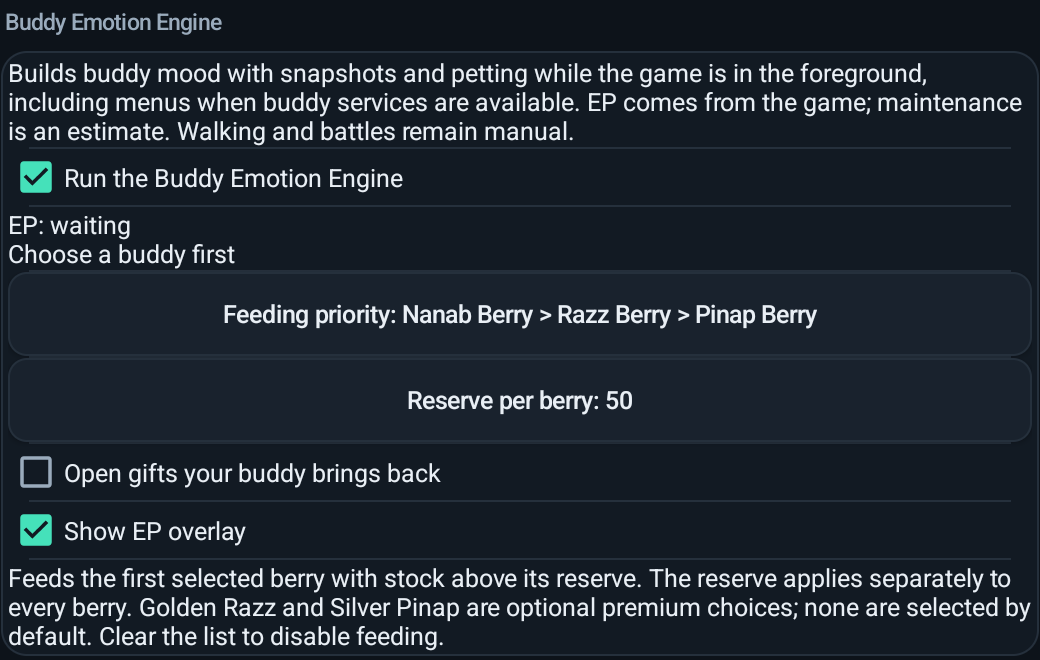 Buddy Emotion Engine
Builds buddy mood with snapshots and petting while the game is in the foreground,
including menus when buddy services are available. EP comes from the game; maintenance
is an estimate. Walking and battles remain manual.
Run the Buddy Emotion Engine
EP: waiting
Choose a buddy first
Feeding priority: Nanab Berry > Razz Berry > Pinap Berry
Reserve per berry: 50
Open gifts your buddy brings back
Show EP overlay
Feeds the first selected berry with stock above its reserve. The reserve applies separately to
every berry. Golden Razz and Silver Pinap are optional premium choices; none are selected by
default. Clear the list to disable feeding.